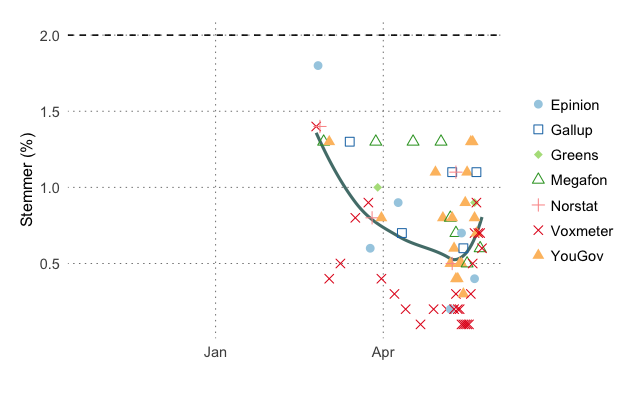 2.0
1.5
1.0
0.5
Stemmer (%)
Jan
Apr
Epinion
Gallup
Greens
Megafon
Norstat
Voxmeter
YouGov